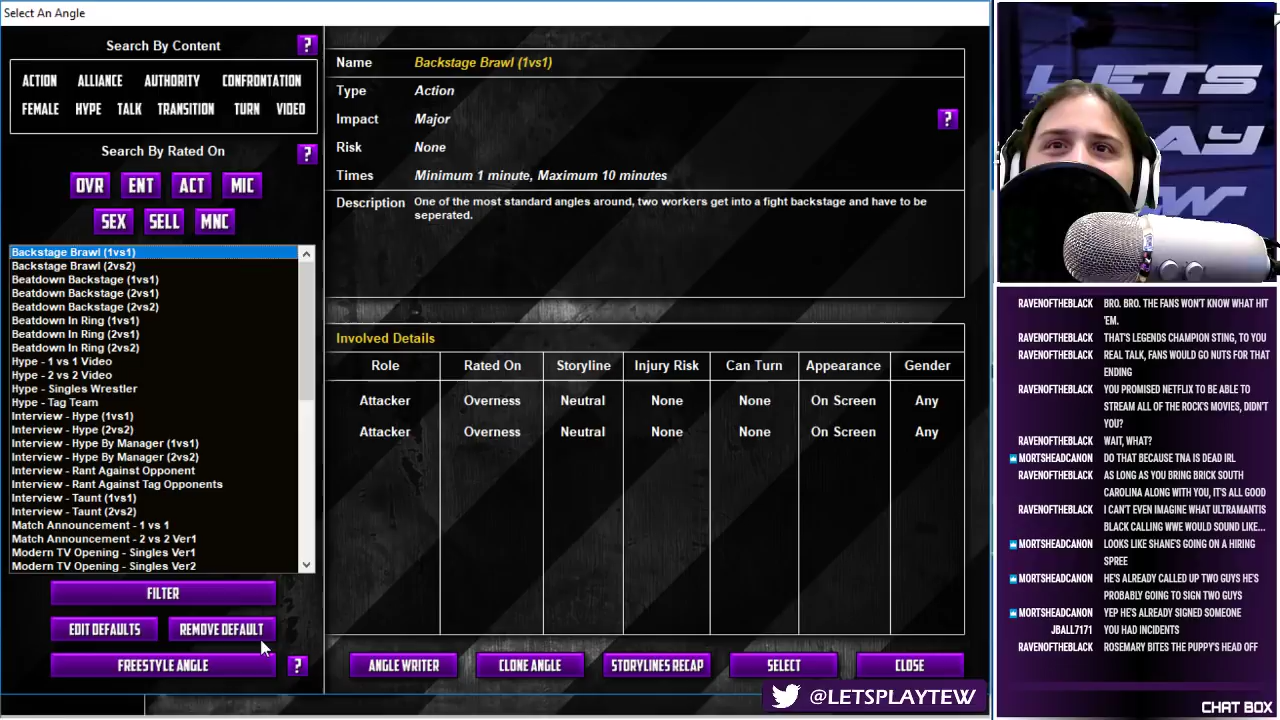 Select An Angle
Search By Content
?
ACTION ALLIANCE AUTHORITY CONFRONTATION
FEMALE HYPE TALK TRANSITION TURN VIDEO
Search By Rated On
?
OVR ENT ACT MIC
SEX SELL MNC
Backstage Brawl (1vs1)
Backstage Brawl (2vs2)
Beatdown Backstage (1vs1)
Beatdown Backstage (2vs1)
Beatdown Backstage (2vs2)
Beatdown In Ring (1vs1)
Beatdown In Ring (2vs1)
Beatdown In Ring (2vs2)
Hype - 1 vs 1 Video
Hype - 2 vs 2 Video
Hype - Singles Wrestler
Hype - Tag Team
Interview - Hype (1vs1)
Interview - Hype (2vs2)
Interview - Hype By Manager (1vs1)
Interview - Hype By Manager (2vs2)
Interview - Rant Against Opponent
Interview - Rant Against Tag Opponents
Interview - Taunt (1vs1)
Interview - Taunt (2vs2)
Match Announcement - 1 vs 1
Match Announcement - 2 vs 2 Ver1
Modern TV Opening - Singles Ver1
Modern TV Opening - Singles Ver2
FILTER
EDIT DEFAULTS REMOVE DEFAULT
FREESTYLE ANGLE ?
Name Backstage Brawl (1vs1)
Type Action
Impact Major ?
Risk None
Times Minimum 1 minute, Maximum 10 minutes
Description One of the most standard angles around, two workers get into a fight backstage and have to be
seperated.
Involved Details
Role Rated On Storyline Injury Risk Can Turn Appearance Gender
Attacker Overness Neutral None None On Screen Any
Attacker Overness Neutral None None On Screen Any
ANGLE WRITER CLONE ANGLE STORYLINES RECAP SELECT CLOSE
@LETSPLAYTEW
LETS
PLAY
RAVENOFTHEBLACK BRO. BRO. THE FANS WON'T KNOW WHAT HIT
'EM.
RAVENOFTHEBLACK THAT'S LEGENDS CHAMPION STING, TO YOU
RAVENOFTHEBLACK REAL TALK, FANS WOULD GO NUTS FOR THAT
ENDING
RAVENOFTHEBLACK YOU PROMISED NETFLIX TO BE ABLE TO
STREAM ALL OF THE ROCK'S MOVIES, DIDN'T
YOU?
RAVENOFTHEBLACK WAIT, WHAT?
MORTSHEADCANON DO THAT BECAUSE TNA IS DEAD IRL
RAVENOFTHEBLACK AS LONG AS YOU BRING BRICK SOUTH
CAROLINA ALONG WITH YOU, IT'S ALL GOOD
RAVENOFTHEBLACK I CAN'T EVEN IMAGINE WHAT ULTRAMANTIS
BLACK CALLING WWE WOULD SOUND LIKE...
MORTSHEADCANON LOOKS LIKE SHANE'S GOING ON A HIRING
SPREE
MORTSHEADCANON HE'S ALREADY CALLED UP TWO GUYS HE'S
PROBABLY GOING TO SIGN TWO GUYS
MORTSHEADCANON YEP HE'S ALREADY SIGNED SOMEONE
JBALL7171 YOU HAD INCIDENTS
RAVENOFTHEBLACK ROSEMARY BITES THE PUPPY'S HEAD OFF
CHAT BOX